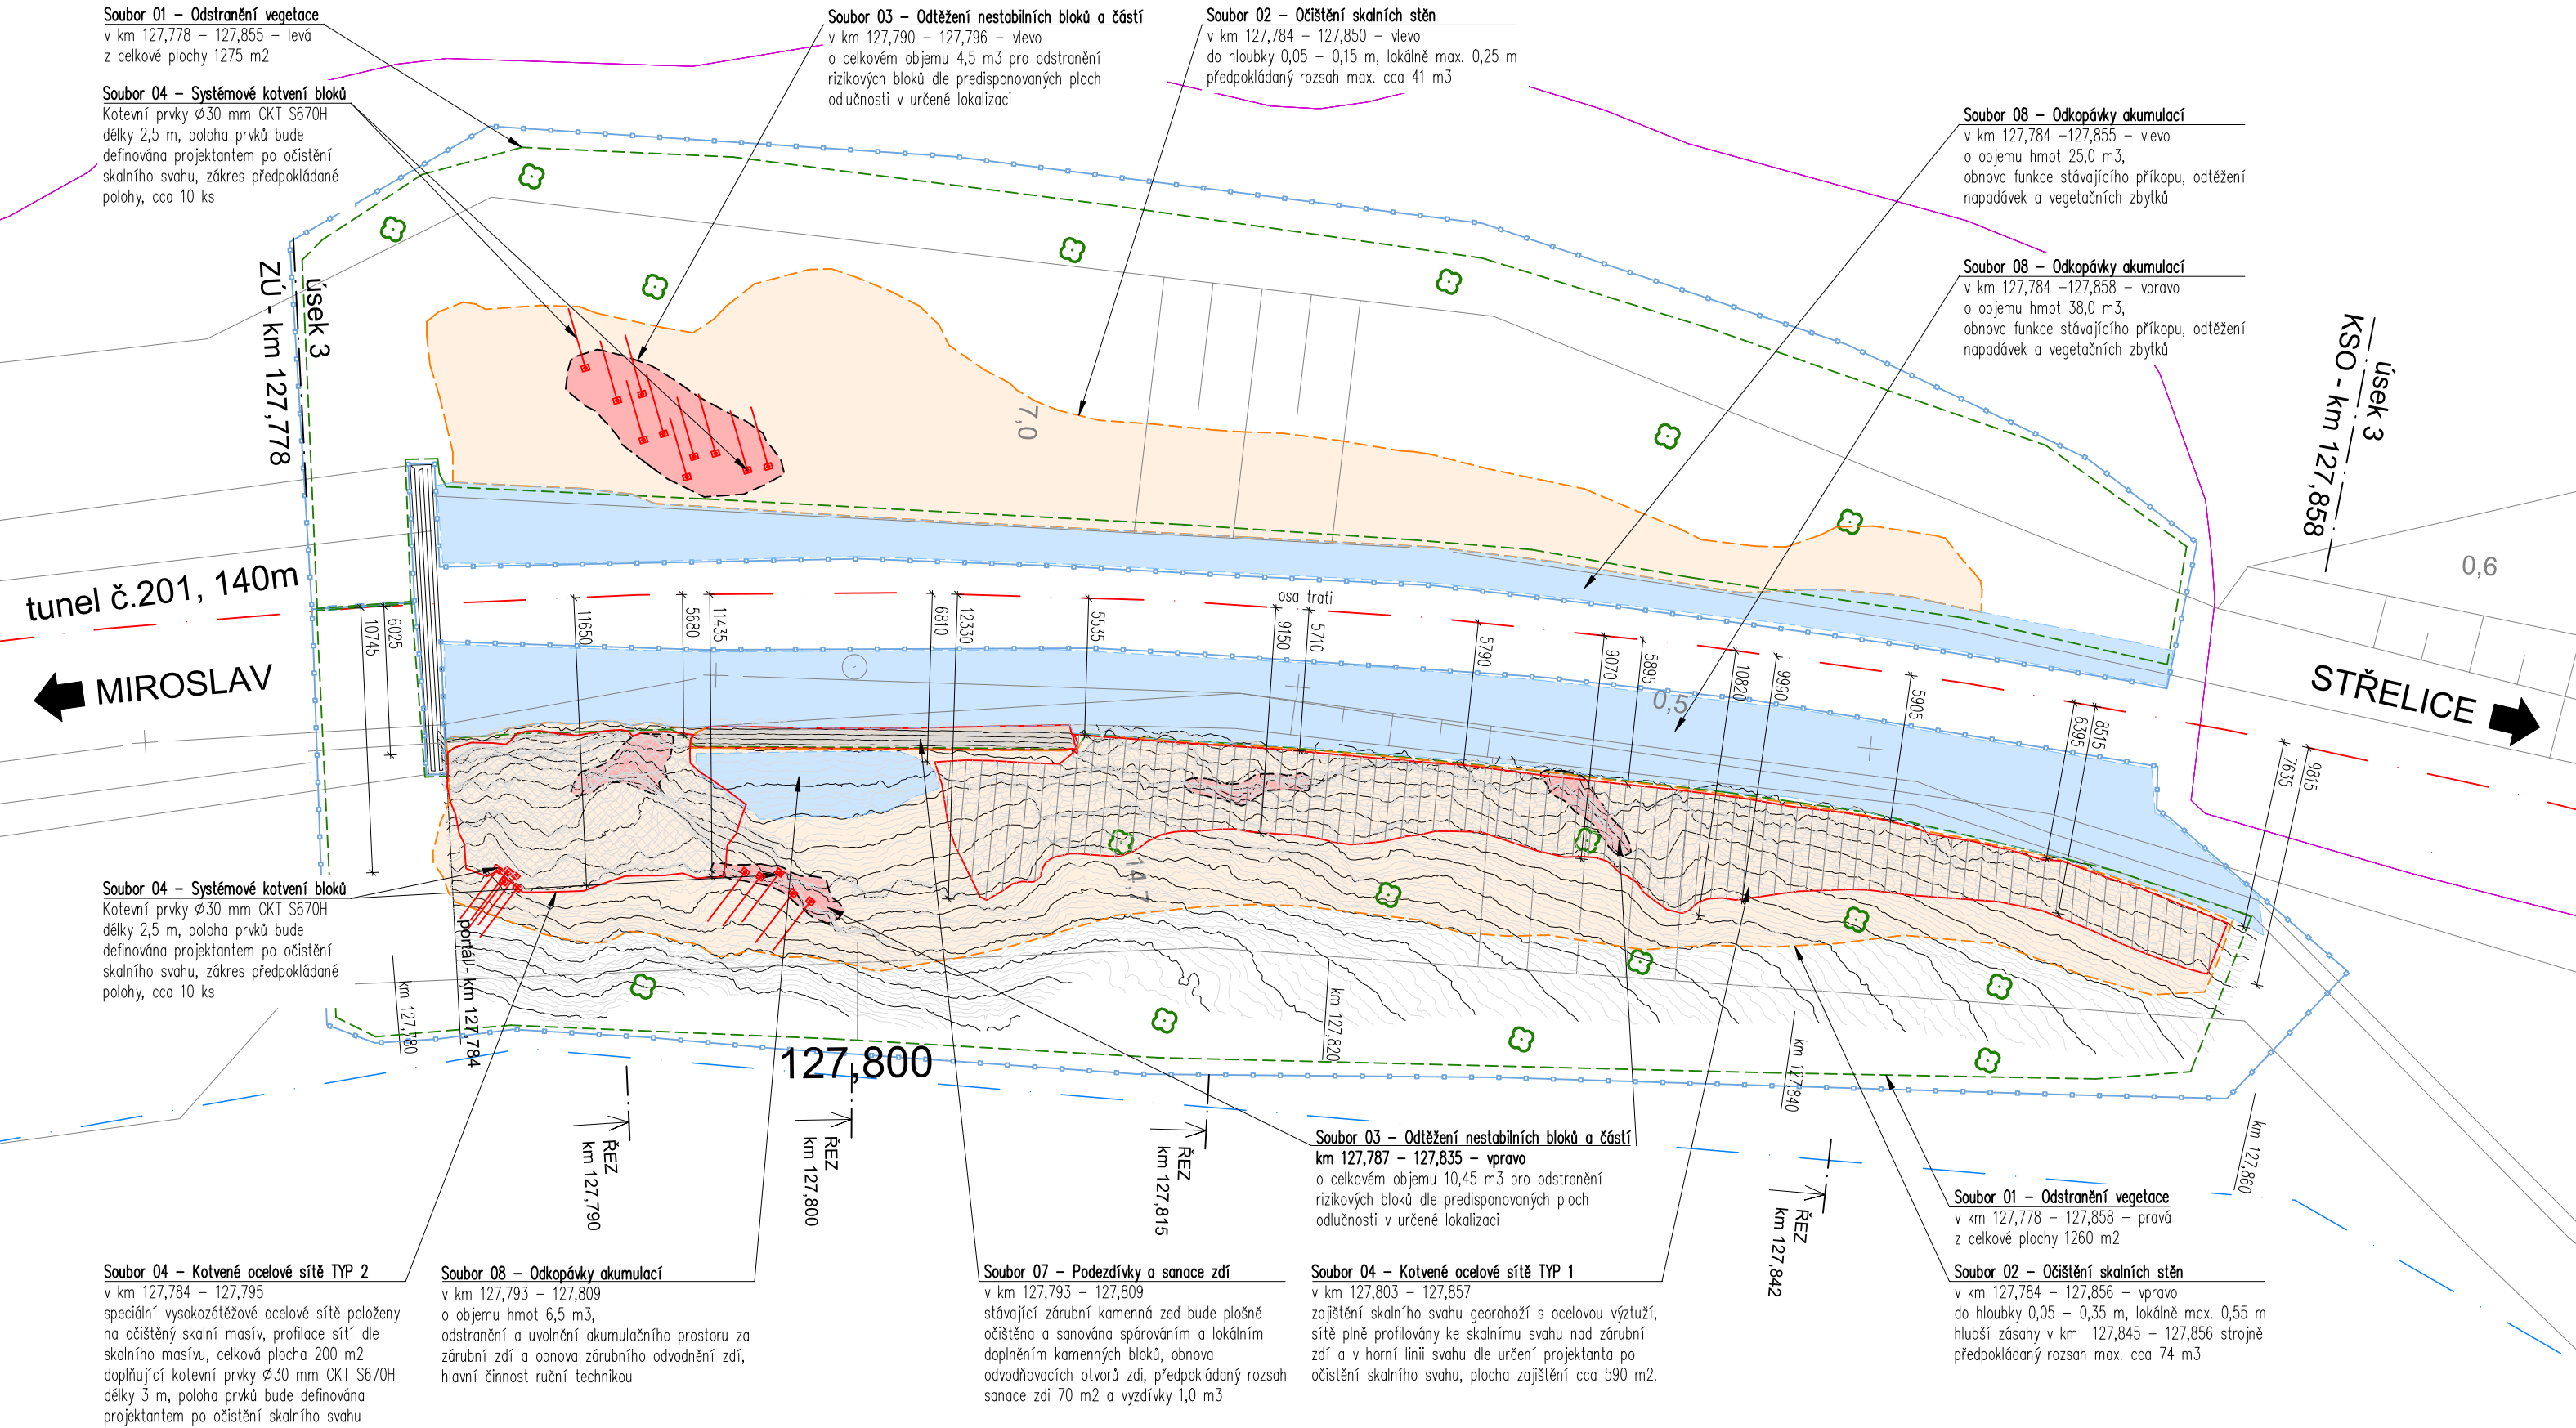 Soubor 01 – Odstranění vegetace
v km 127,778 – 127,855 – levá
z celkové plochy 1275 m2
Soubor 04 – Systémové kotvení bloků
Kotevní prvky Ø30 mm CKT S670H
délky 2,5 m, poloha prvků bude
definována projektantem po očistění
skalního svahu, zákres předpokládané
polohy, cca 10 ks
Soubor 03 – Odtěžení nestabilních bloků a částí
v km 127,790 – 127,796 – vlevo
o celkovém objemu 4,5 m3 pro odstranění
rizikových bloků dle predisponovaných ploch
odlučnosti v určené lokalizaci
Soubor 02 – Očištění skalních stěn
v km 127,784 – 127,850 – vlevo
do hloubky 0,05 – 0,15 m, lokálně max. 0,25 m
předpokládaný rozsah max. cca 41 m3
Soubor 08 – Odkopávky akumulací
v km 127,784 –127,855 – vlevo
o objemu hmot 25,0 m3,
obnova funkce stávajícího příkopu, odtěžení
napadávek a vegetačních zbytků
Soubor 08 – Odkopávky akumulací
v km 127,784 –127,858 – vpravo
o objemu hmot 38,0 m3,
obnova funkce stávajícího příkopu, odtěžení
napadávek a vegetačních zbytků
úsek 3
ZÚ - km 127,778
úsek 3
KSO - km 127,858
7,0
0,6
tunel č.201, 140m
osa trati
MIROSLAV
STŘELICE
10745
6025
11650
5680
11435
6810
12330
5535
9150
5710
5790
9070
5895
0,5
10820
9990
5905
6395
8515
7635
9815
14,7
Soubor 04 – Systémové kotvení bloků
Kotevní prvky Ø30 mm CKT S670H
délky 2,5 m, poloha prvků bude
definována projektantem po očistění
skalního svahu, zákres předpokládané
polohy, cca 10 ks
km 127,780
portál - km 127,784
127,800
km 127,820
km 127,840
km 127,860
ŘEZ
km 127,790
ŘEZ
km 127,800
ŘEZ
km 127,815
ŘEZ
km 127,842
Soubor 03 – Odtěžení nestabilních bloků a částí
km 127,787 – 127,835 – vpravo
o celkovém objemu 10,45 m3 pro odstranění
rizikových bloků dle predisponovaných ploch
odlučnosti v určené lokalizaci
Soubor 01 – Odstranění vegetace
v km 127,778 – 127,858 – pravá
z celkové plochy 1260 m2
Soubor 04 – Kotvené ocelové sítě TYP 2
v km 127,784 – 127,795
speciální vysokozátěžové ocelové sítě položeny
na očištěný skalní masív, profilace sítí dle
skalního masívu, celková plocha 200 m2
doplňující kotevní prvky Ø30 mm CKT S670H
délky 3 m, poloha prvků bude definována
projektantem po očistění skalního svahu
Soubor 08 – Odkopávky akumulací
v km 127,793 – 127,809
o objemu hmot 6,5 m3,
odstranění a uvolnění akumulačního prostoru za
zárubní zdí a obnova zárubního odvodnění zdí,
hlavní činnost ruční technikou
Soubor 07 – Podezdívky a sanace zdí
v km 127,793 – 127,809
stávající zárubní kamenná zeď bude plošně
očištěna a sanována spárováním a lokálním
doplněním kamenných bloků, obnova
odvodňovacích otvorů zdi, předpokládaný rozsah
sanace zdi 70 m2 a vyzdívky 1,0 m3
Soubor 04 – Kotvené ocelové sítě TYP 1
v km 127,803 – 127,857
zajištění skalního svahu georohoží s ocelovou výztuží,
sítě plně profilovány ke skalnímu svahu nad zárubní
zdí a v horní linii svahu dle určení projektanta po
očistění skalního svahu, plocha zajištění cca 590 m2.
Soubor 02 – Očištění skalních stěn
v km 127,784 – 127,856 – vpravo
do hloubky 0,05 – 0,35 m, lokálně max. 0,55 m
hlubší zásahy v km 127,845 – 127,856 strojně
předpokládaný rozsah max. cca 74 m3